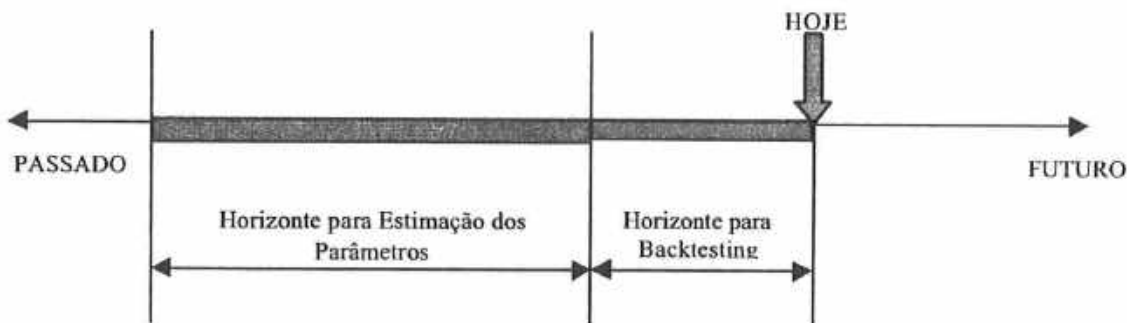 HOJE
PASSADO
FUTURO
Horizonte para Estimação dos
Parâmetros
Horizonte para
Backtesting